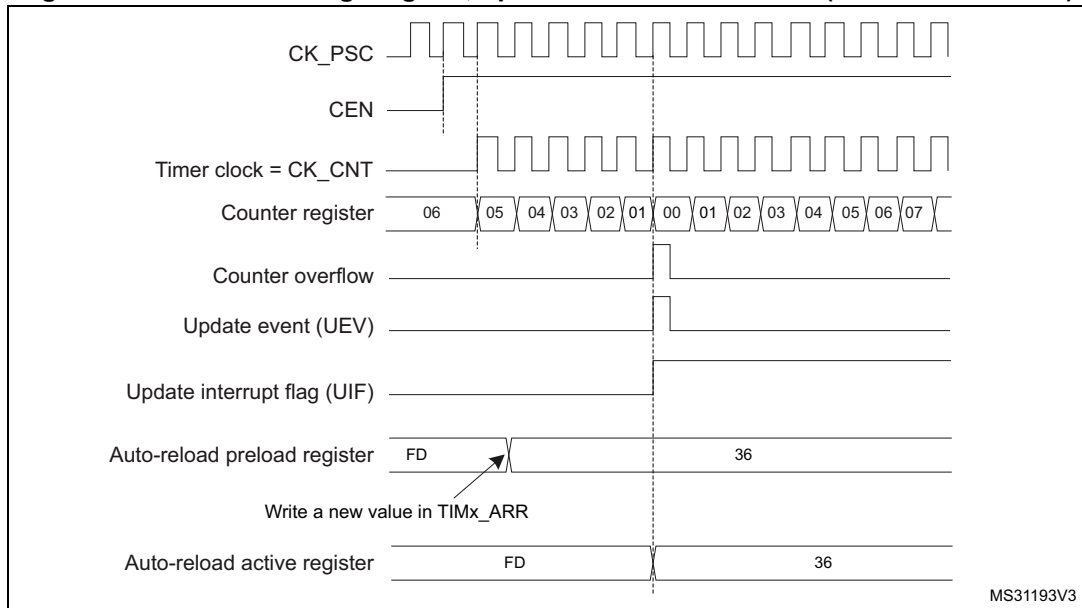 CK_PSC
CEN
Timer clock = CK_CNT
Counter register 06 05 04 03 02 01 00 01 02 03 04 05 06 07
Counter overflow
Update event (UEV)
Update interrupt flag (UIF)
Auto-reload preload register FD 36
Write a new value in TIMx_ARR
Auto-reload active register FD 36
MS31193V3